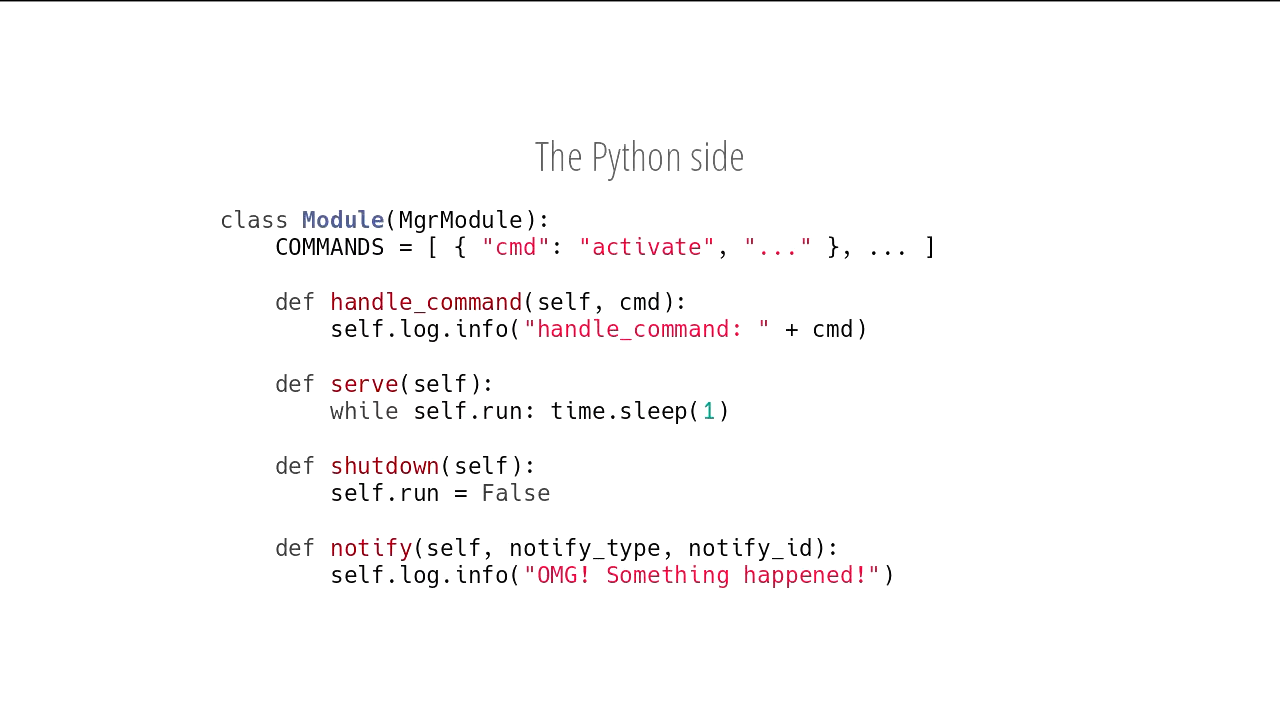 The Python side
class Module(MgrModule):
    COMMANDS = [ { "cmd": "activate", "..." }, ... ]
    def handle_command(self, cmd):
        self.log.info("handle_command: " + cmd)
    def serve(self):
        while self.run: time.sleep(1)
    def shutdown(self):
        self.run = False
    def notify(self, notify_type, notify_id):
        self.log.info("OMG! Something happened!")